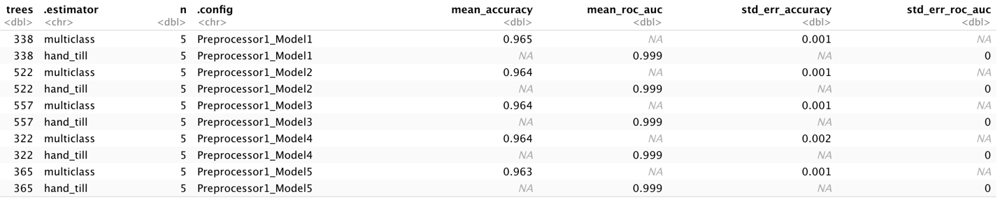 trees .estimator n .config mean_accuracy mean_roc_auc std_err_accuracy std_err_roc_auc
<dbl> <chr> <dbl> <chr> <dbl> <dbl> <dbl> <dbl>
338 multiclass 5 Preprocessor1_Model1 0.965 NA 0.001 NA
338 hand_till 5 Preprocessor1_Model1 NA 0.999 NA 0
522 multiclass 5 Preprocessor1_Model2 0.964 NA 0.001 NA
522 hand_till 5 Preprocessor1_Model2 NA 0.999 NA 0
557 multiclass 5 Preprocessor1_Model3 0.964 NA 0.001 NA
557 hand_till 5 Preprocessor1_Model3 NA 0.999 NA 0
322 multiclass 5 Preprocessor1_Model4 0.964 NA 0.002 NA
322 hand_till 5 Preprocessor1_Model4 NA 0.999 NA 0
365 multiclass 5 Preprocessor1_Model5 0.963 NA 0.001 NA
365 hand_till 5 Preprocessor1_Model5 NA 0.999 NA 0